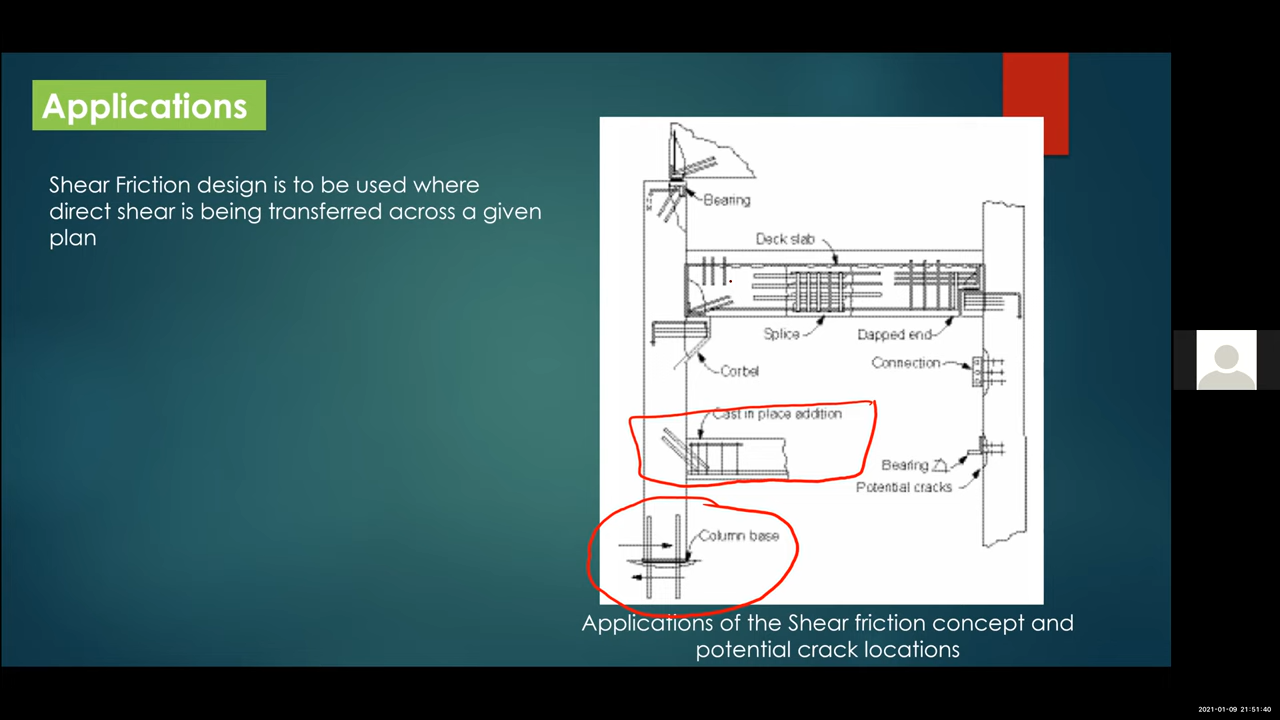 Applications
Shear Friction design is to be used where
direct shear is being transferred across a given
plan
Bearing
Deck slab
Splice
Dapped end
Corbel
Connection
Cast in place addition
Bearing
Potential cracks
Column base
Applications of the Shear friction concept and
potential crack locations
2021-01-09 21:51:40